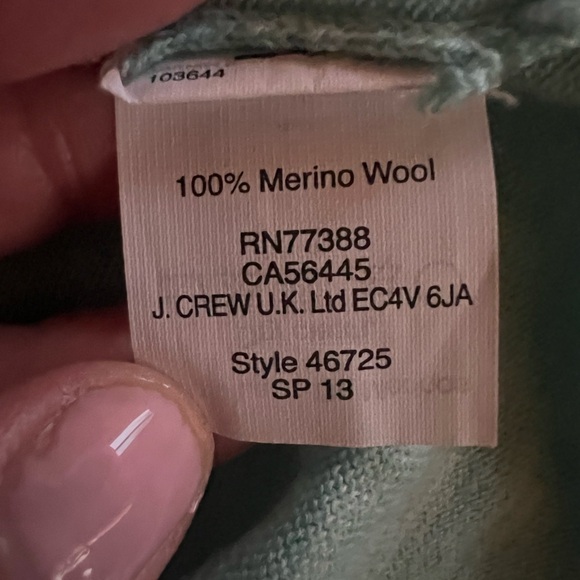 103644
100% Merino Wool
RN77388
CA56445
J. CREW U.K. Ltd EC4V 6JA
Style 46725
SP 13